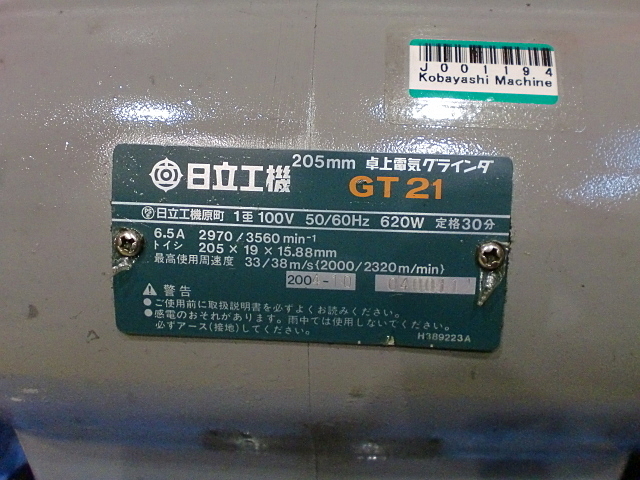 J001194
Kobayashi Machine
205mm 卓上電気グラインダ
日立工機 GT21
日立工機原町 1 100V 50/60Hz 620W 定格30分
6.5A 2970/3560min⁻¹
トイシ 205×19×15.88mm
最高使用周速度 33/38m/s{2000/2320m/min}
2004-10
警告
●ご使用前に取扱説明書を必ずよくお読みください。
●感電のおそれがあります。雨中では使用しないでください。
必ずアース(接地)してください。
H389223A